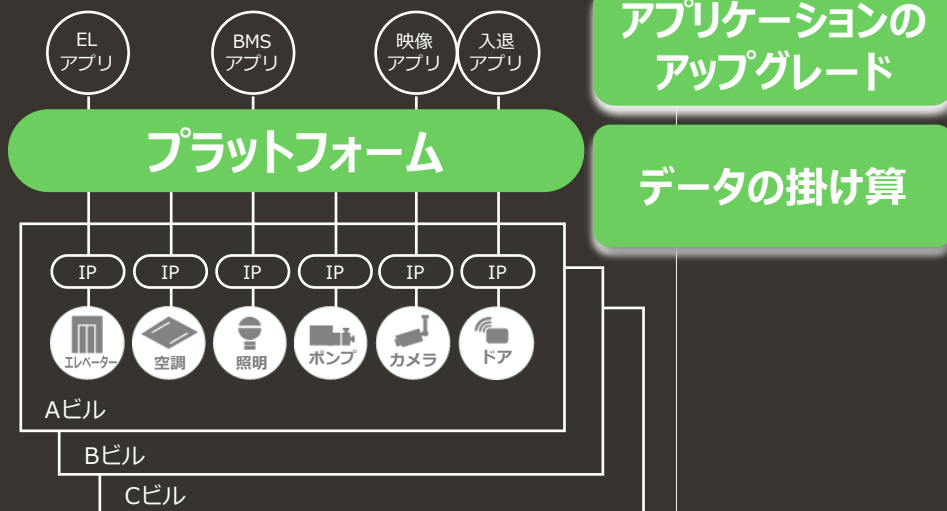 EL
アプリ
BMS
アプリ
映像
アプリ
入退
アプリ
アプリケーションの
アップグレード
プラットフォーム
データの掛け算
IP
IP
IP
IP
IP
IP
エレベーター
空調
照明
ポンプ
カメラ
ドア
Aビル
Bビル
Cビル